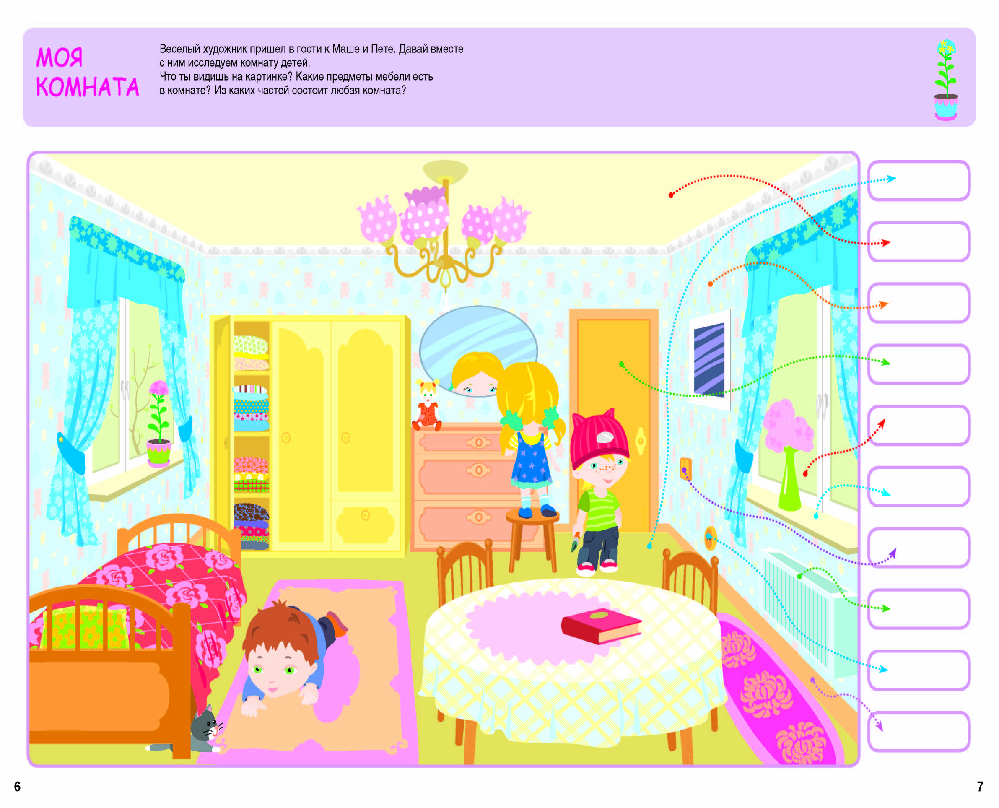 МОЯ
КОМНАТА
Веселый художник пришел в гости к Маше и Пете. Давай вместе
с ним исследуем комнату детей.
Что ты видишь на картинке? Какие предметы мебели есть
в комнате? Из каких частей состоит любая комната?
6
7